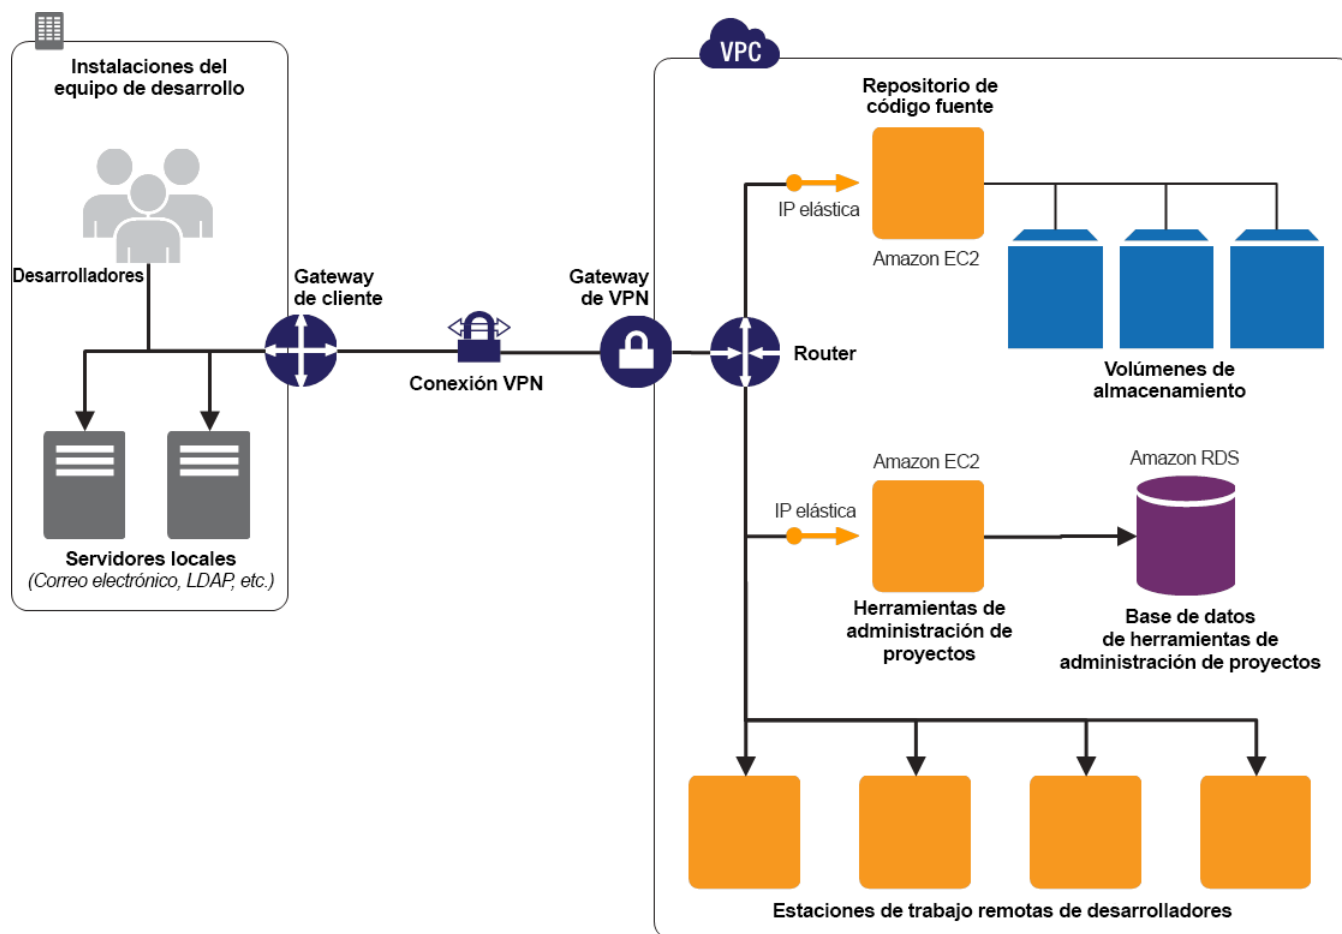 Instalaciones del
equipo de desarrollo
Desarrolladores
Servidores locales
(Correo electrónico, LDAP, etc.)
Gateway
de cliente
Conexión VPN
Gateway
de VPN
VPC
Router
Repositorio de
código fuente
IP elástica
Amazon EC2
Volúmenes de
almacenamiento
Amazon EC2
IP elástica
Herramientas de
administración de
proyectos
Amazon RDS
Base de datos
de herramientas de
administración de proyectos
Estaciones de trabajo remotas de desarrolladores